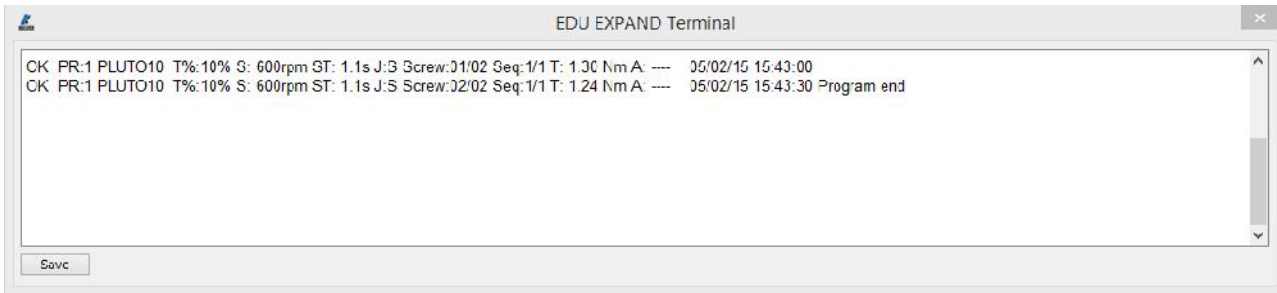 EDU EXPAND Terminal
OK PR:1 PLUTO10 T%:10% S: 600rpm ST: 1.1s J:S Screw:01/02 Seq:1/1 T: 1.30 Nm A: ---- 05/02/15 15:43:00
OK PR:1 PLUTO10 T%:10% S: 600rpm ST: 1.1s J:S Screw:02/02 Seq:1/1 T: 1.24 Nm A: ---- 05/02/15 15:43:30 Program end
Save